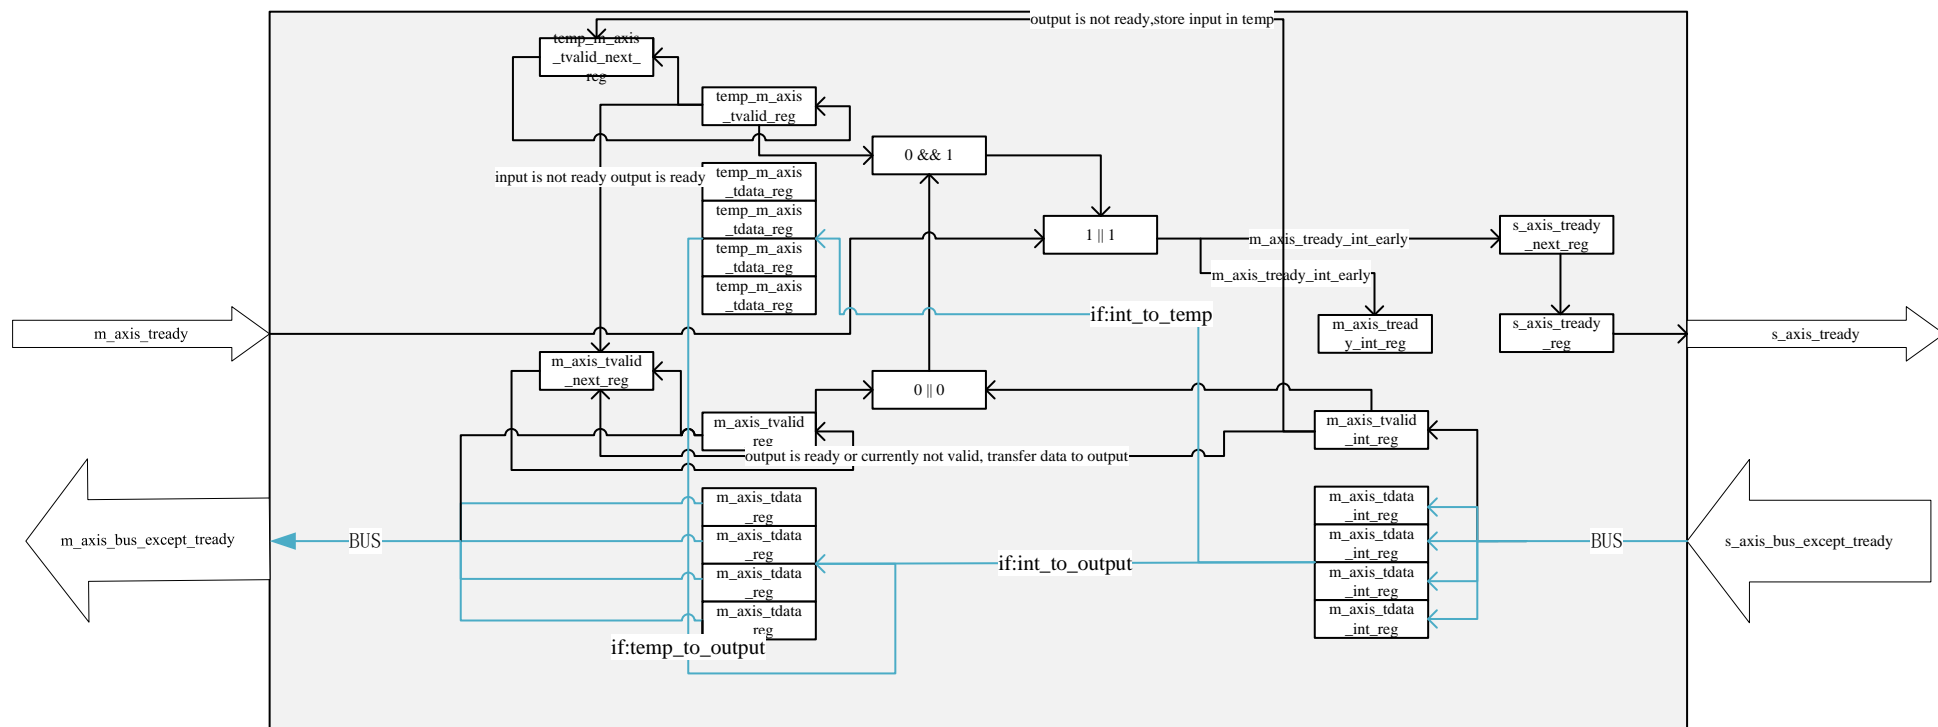 output is not ready,store input in temp
temp_m_axis
_tvalid_next_
reg
temp_m_axis
_tvalid_reg
0 && 1
input is not ready output is ready
temp_m_axis
_tdata_reg
temp_m_axis
_tdata_reg
temp_m_axis
_tdata_reg
temp_m_axis
_tdata_reg
1 || 1
m_axis_tready_int_early
s_axis_tready
_next_reg
m_axis_tready_int_early
if:int_to_temp
m_axis_tread
y_int_reg
s_axis_tready
_reg
m_axis_tready
s_axis_tready
m_axis_tvalid
_next_reg
0 || 0
m_axis_tvalid
_reg
m_axis_tvalid
_int_reg
output is ready or currently not valid, transfer data to output
m_axis_tdata
_reg
m_axis_tdata
_reg
m_axis_tdata
_reg
m_axis_tdata
_reg
m_axis_tdata
_int_reg
m_axis_tdata
_int_reg
m_axis_tdata
_int_reg
m_axis_tdata
_int_reg
m_axis_bus_except_tready
BUS
BUS
s_axis_bus_except_tready
if:int_to_output
if:temp_to_output